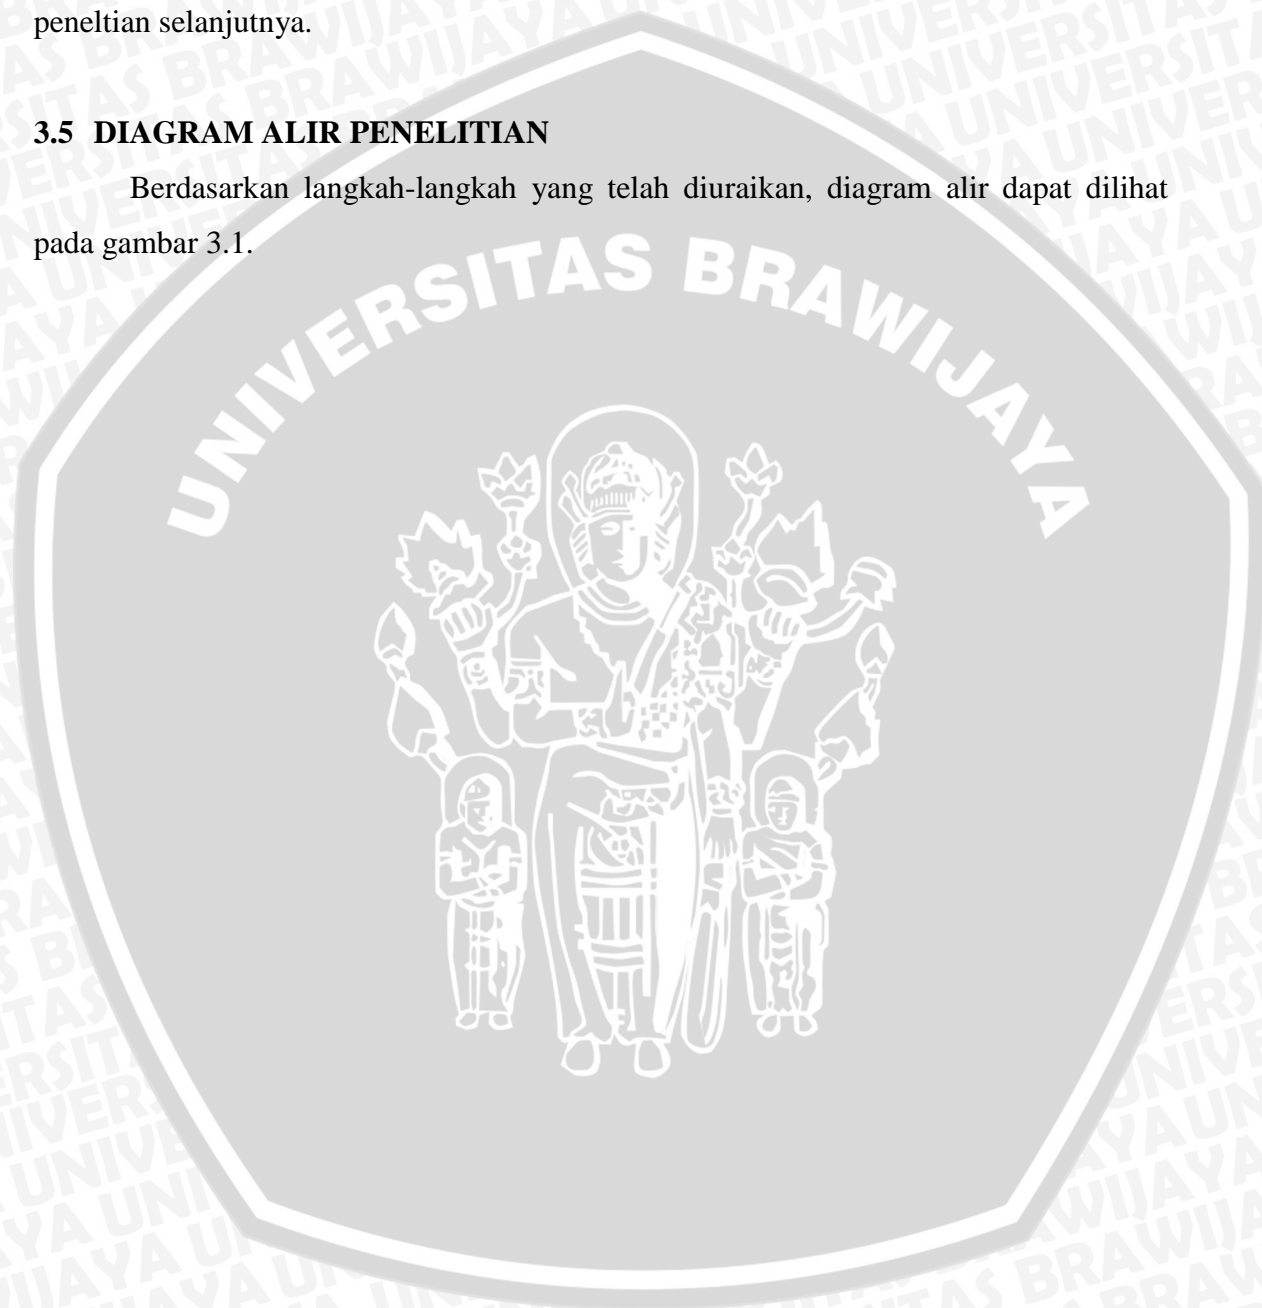 peneltian selanjutnya.
3.5 DIAGRAM ALIR PENELITIAN
Berdasarkan langkah-langkah yang telah diuraikan, diagram alir dapat dilihat
pada gambar 3.1.
UNIVERSITAS BRAWIJAYA